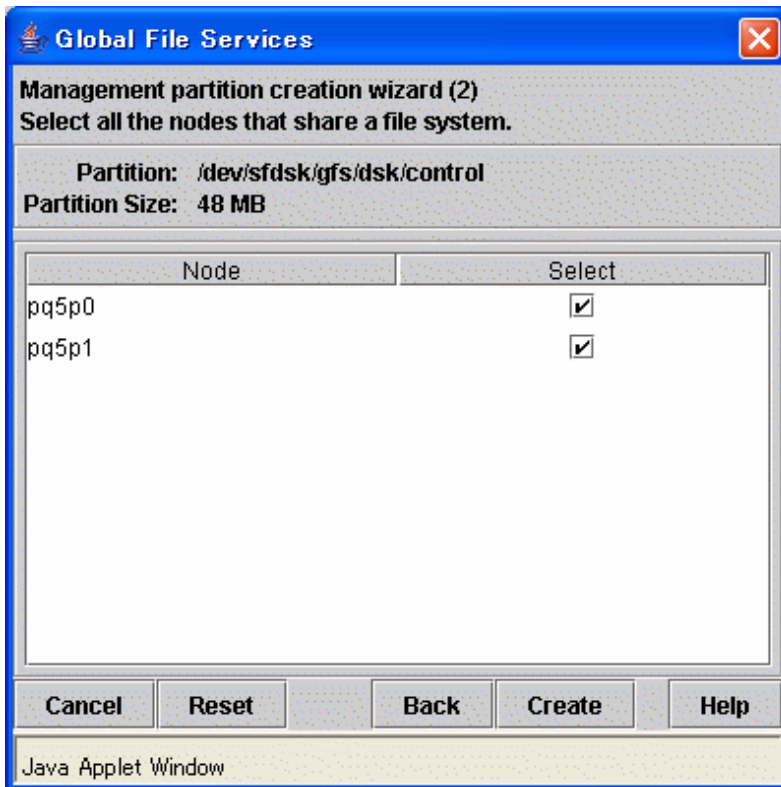 Global File Services
Management partition creation wizard (2)
Select all the nodes that share a file system.
Partition: /dev/sfdsk/gfs/dsk/control
Partition Size: 48 MB
Node Select
pq5p0
pq5p1
Cancel Reset Back Create Help
Java Applet Window